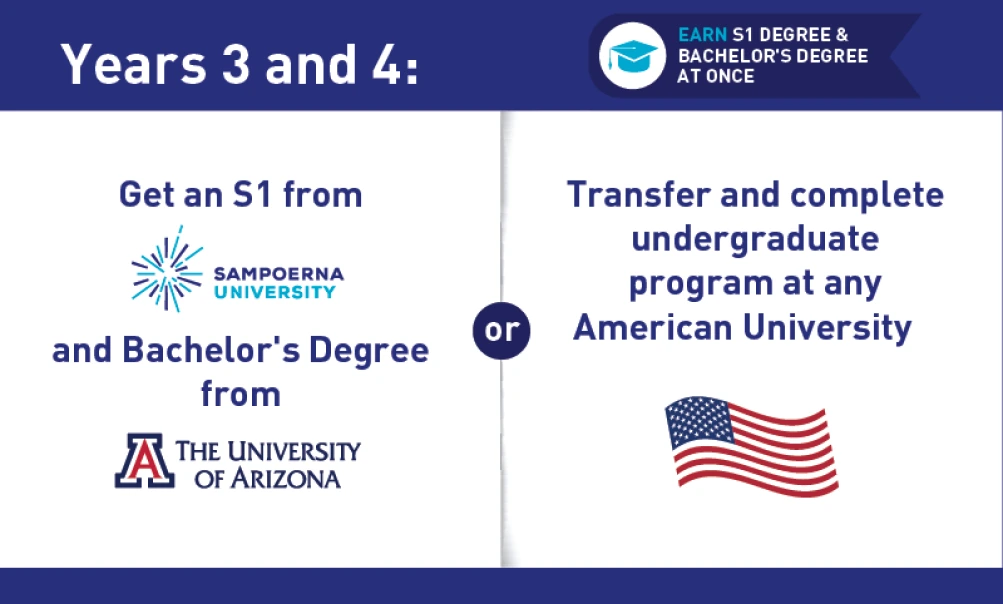 Years 3 and 4:
EARN S1 DEGREE &
BACHELOR'S DEGREE
AT ONCE
Get an S1 from
SAMPOERNA
UNIVERSITY
and Bachelor's Degree
from
A THE UNIVERSITY
OF ARIZONA
or
Transfer and complete
undergraduate
program at any
American University